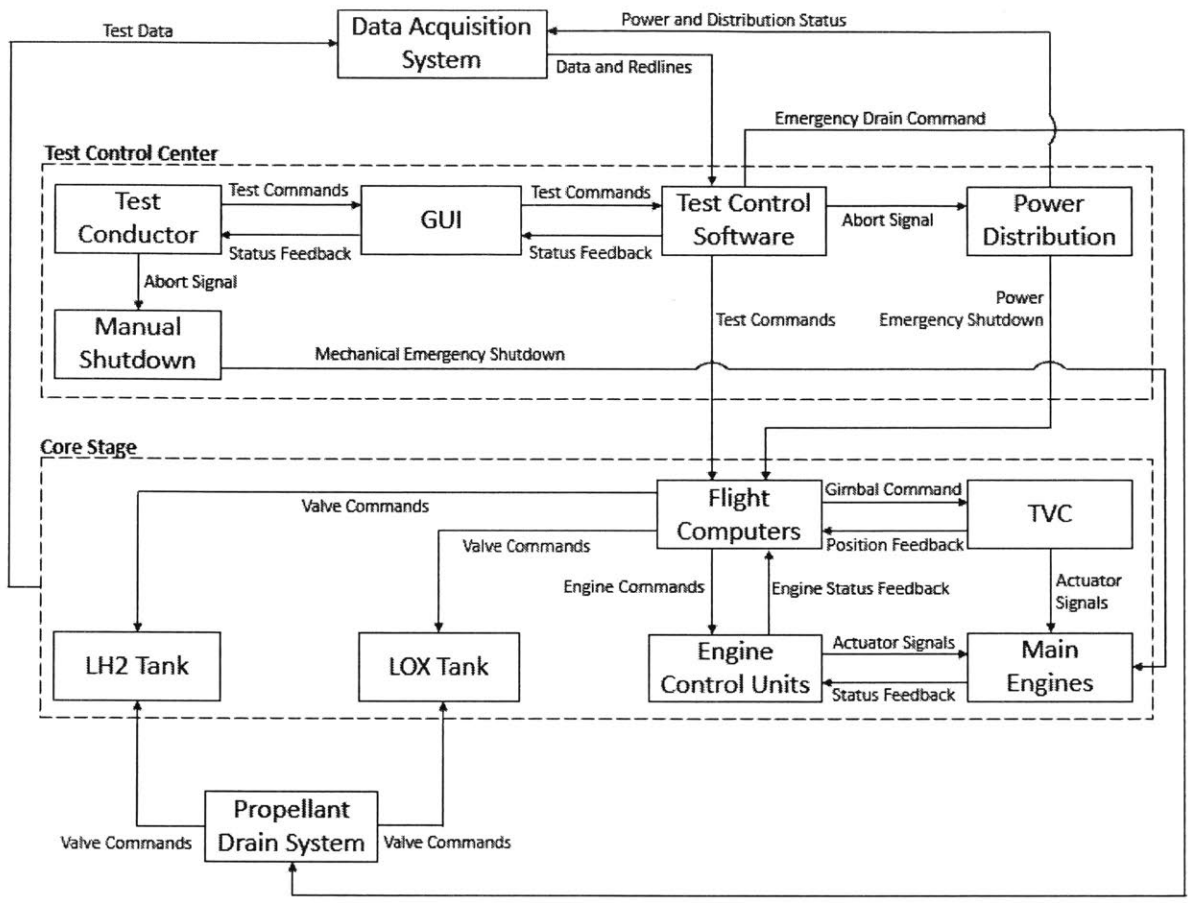 Test Data
Data Acquisition
System
Power and Distribution Status
Data and Redlines
Emergency Drain Command
Test Control Center
Test
Conductor
Test Commands
GUI
Test Commands
Test Control
Software
Abort Signal
Power
Distribution
Status Feedback
Status Feedback
Abort Signal
Manual
Shutdown
Mechanical Emergency Shutdown
Test Commands
Power
Emergency Shutdown
Core Stage
Valve Commands
Valve Commands
Flight
Computers
Gimbal Command
Position Feedback
TVC
Engine Commands
Engine Status Feedback
Actuator
Signals
LH2 Tank
LOX Tank
Engine
Control Units
Actuator Signals
Status Feedback
Main
Engines
Propellant
Drain System
Valve Commands
Valve Commands